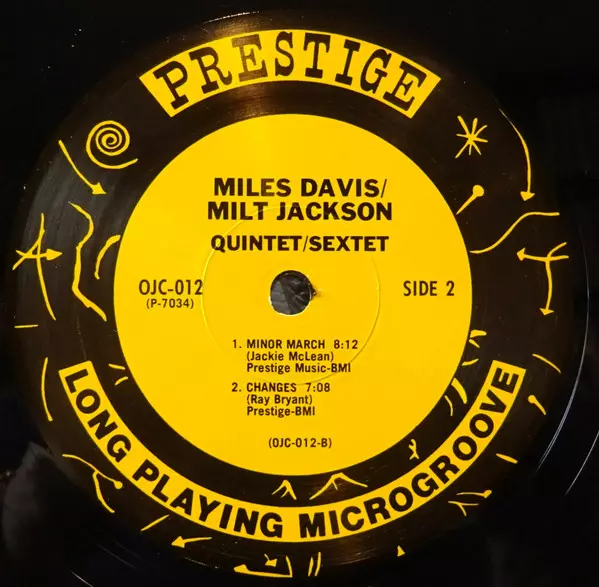 PRESTIGE
MILES DAVIS/
MILT JACKSON
QUINTET/SEXTET
OJC-012
(P-7034)
SIDE 2
1. MINOR MARCH 8:12
(Jackie McLean)
Prestige Music-BMI
2. CHANGES 7:08
(Ray Bryant)
Prestige-BMI
(OJC-012-B)
LONG PLAYING MICROGROOVE